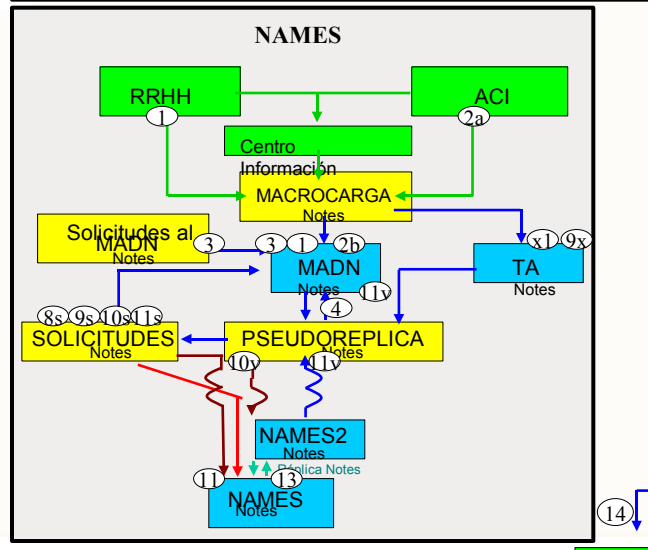 NAMES
RRHH
1
ACI
2a
Centro
Información
MACROCARGA
Notes
Solicitudes al
MADN
Notes
3
3
1
2b
MADN
Notes
11v
x1
9x
TA
Notes
4
8s
9s
10s
11s
SOLICITUDES
Notes
PSEUDOREPLICA
Notes
10v
11v
NAMES2
Notes
Réplica Notes
11
13
NAMES
Notes
14